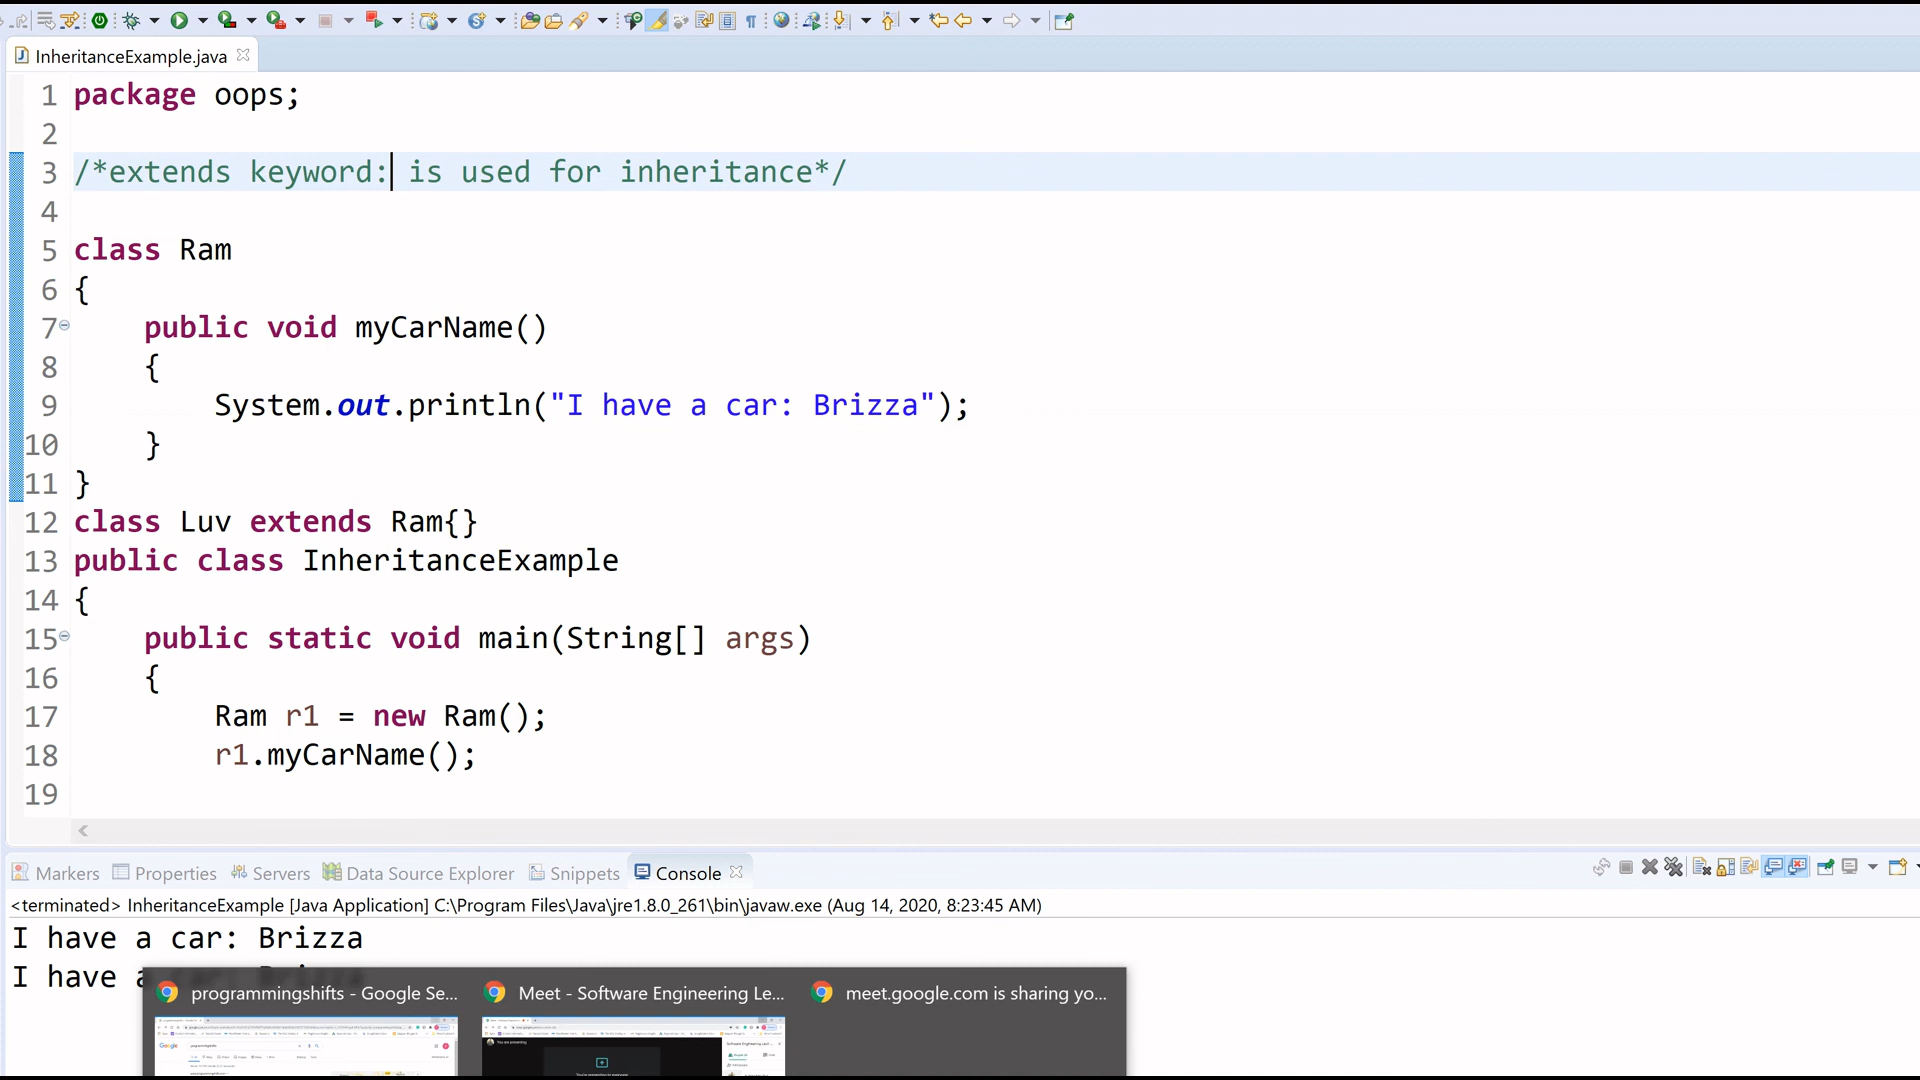 InheritanceExample.java
1 package oops;
2
3 /*extends keyword: is used for inheritance*/
4
5 class Ram
6 {
7 public void myCarName()
8 {
9 System.out.println("I have a car: Brizza");
10 }
11 }
12 class Luv extends Ram{}
13 public class InheritanceExample
14 {
15 public static void main(String[] args)
16 {
17 Ram r1 = new Ram();
18 r1.myCarName();
19
Markers Properties Servers Data Source Explorer Snippets Console
<terminated> InheritanceExample [Java Application] C:\Program Files\Java\jre1.8.0_261\bin\javaw.exe (Aug 14, 2020, 8:23:45 AM)
I have a car: Brizza
I have a car: Brizza
programmingshifts - Google Se... Meet - Software Engineering Le... meet.google.com is sharing yo...
Google